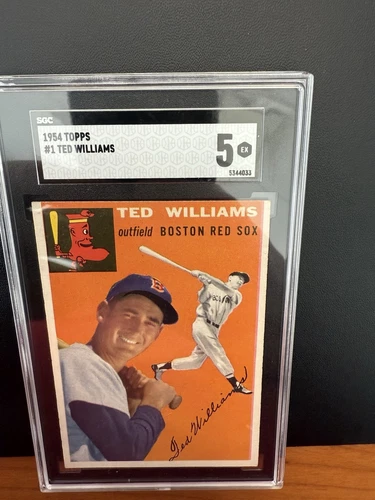 SGC
1954 TOPPS
#1 TED WILLIAMS
5 EX
5344033
TED WILLIAMS
outfield BOSTON RED SOX
B
Ted Williams